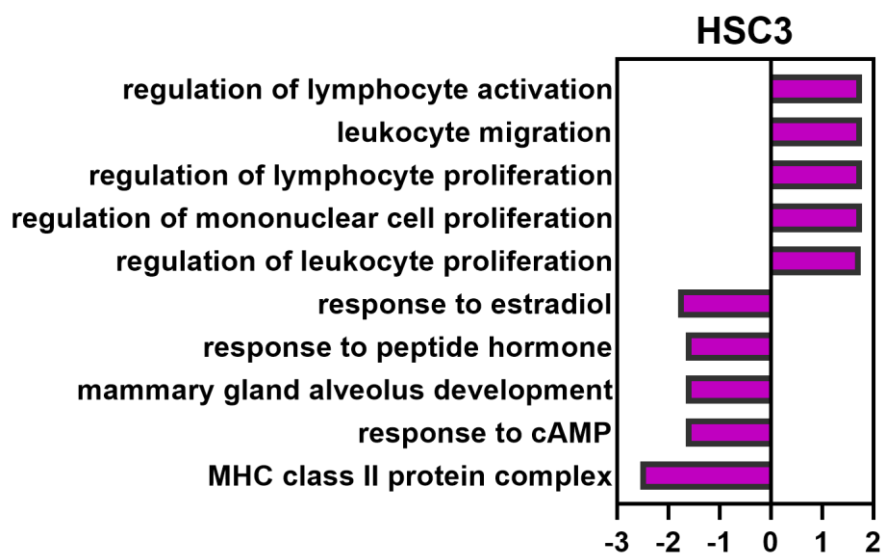 HSC3
regulation of lymphocyte activation
leukocyte migration
regulation of lymphocyte proliferation
regulation of mononuclear cell proliferation
regulation of leukocyte proliferation
response to estradiol
response to peptide hormone
mammary gland alveolus development
response to cAMP
MHC class II protein complex
-3 -2 -1 0 1 2